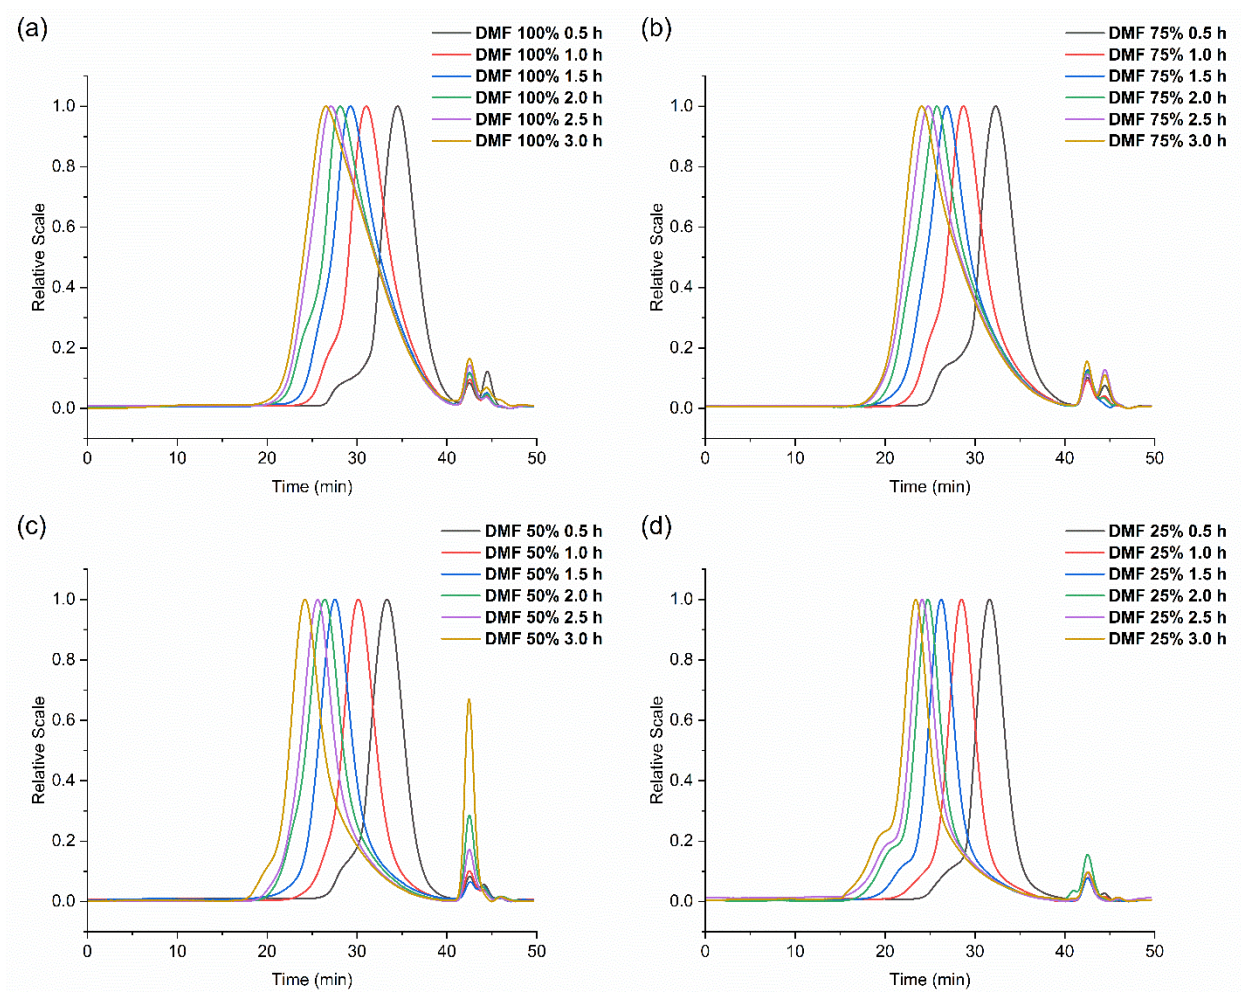 (a)
DMF 100% 0.5 h
DMF 100% 1.0 h
DMF 100% 1.5 h
DMF 100% 2.0 h
DMF 100% 2.5 h
DMF 100% 3.0 h
1.0
0.8
0.6
0.4
0.2
0.0
Relative Scale
0 10 20 30 40 50
Time (min)
(b)
DMF 75% 0.5 h
DMF 75% 1.0 h
DMF 75% 1.5 h
DMF 75% 2.0 h
DMF 75% 2.5 h
DMF 75% 3.0 h
1.0
0.8
0.6
0.4
0.2
0.0
Relative Scale
0 10 20 30 40 50
Time (min)
(c)
DMF 50% 0.5 h
DMF 50% 1.0 h
DMF 50% 1.5 h
DMF 50% 2.0 h
DMF 50% 2.5 h
DMF 50% 3.0 h
1.0
0.8
0.6
0.4
0.2
0.0
Relative Scale
0 10 20 30 40 50
Time (min)
(d)
DMF 25% 0.5 h
DMF 25% 1.0 h
DMF 25% 1.5 h
DMF 25% 2.0 h
DMF 25% 2.5 h
DMF 25% 3.0 h
1.0
0.8
0.6
0.4
0.2
0.0
Relative Scale
0 10 20 30 40 50
Time (min)